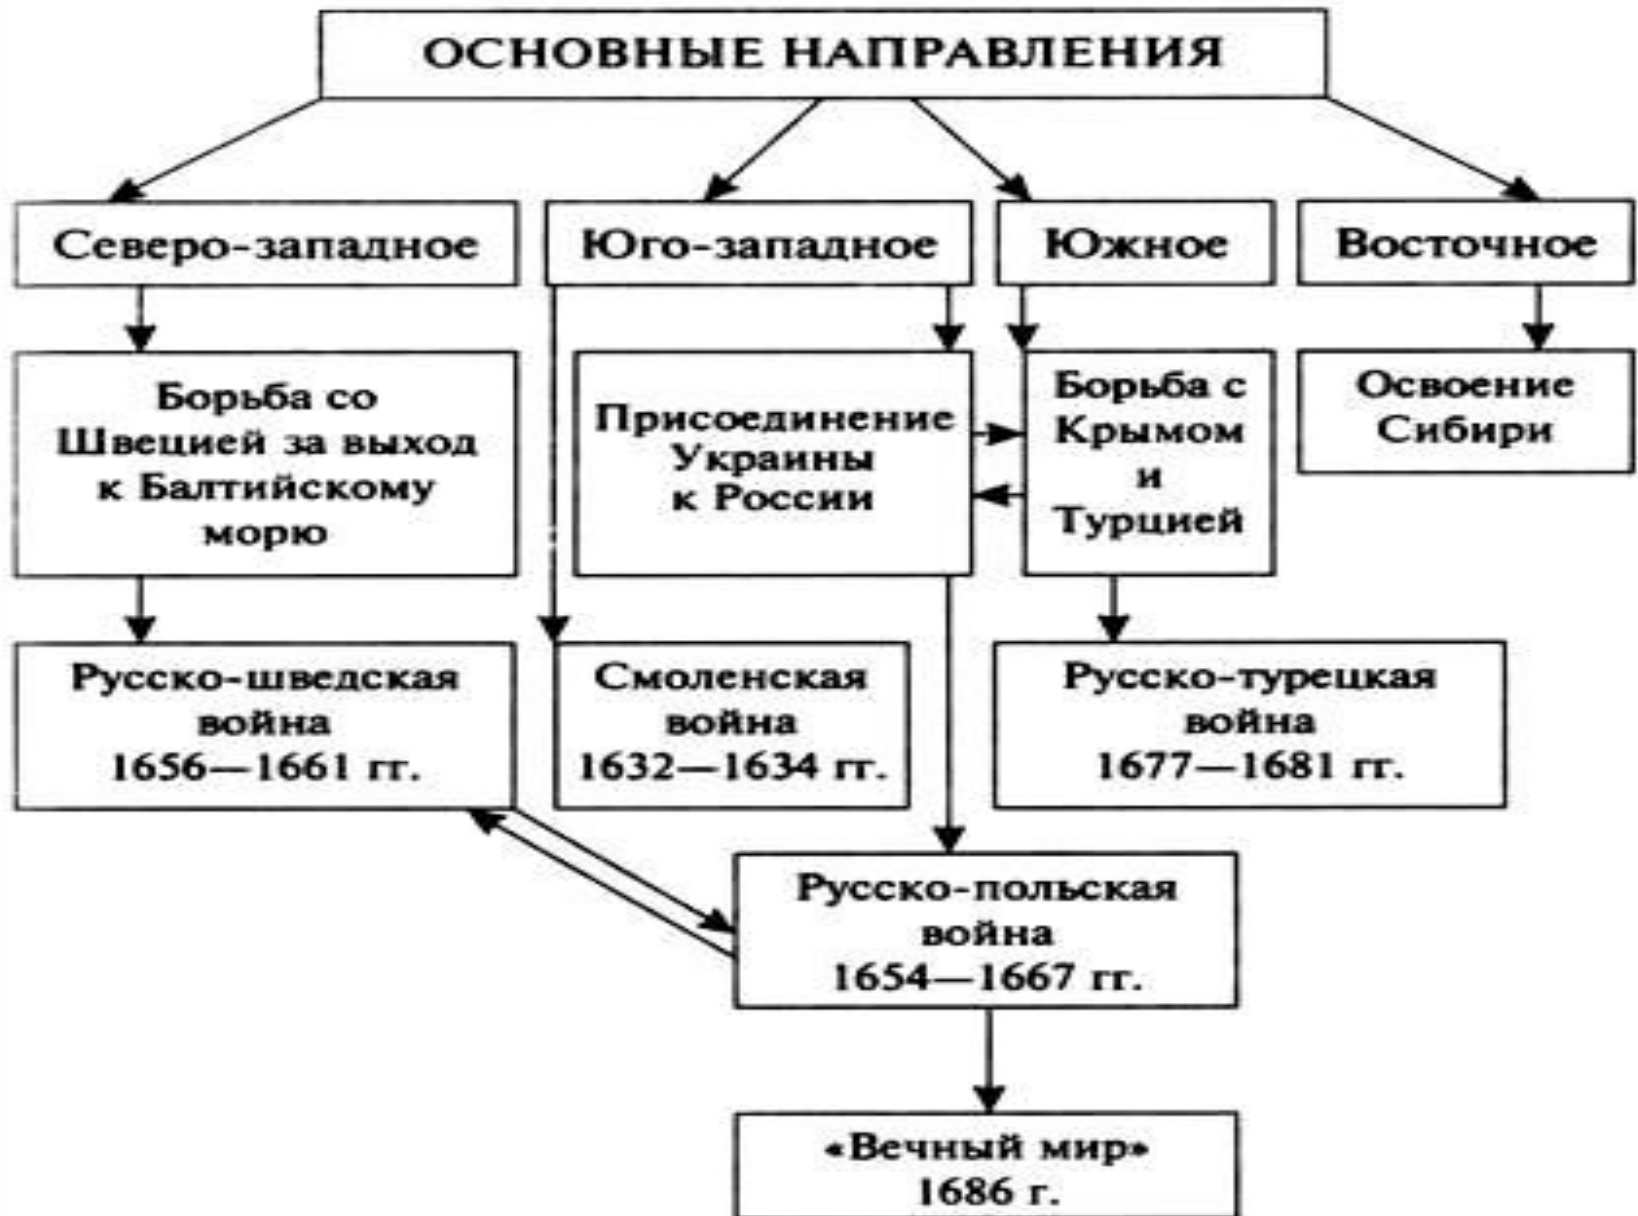 ОСНОВНЫЕ НАПРАВЛЕНИЯ
Северо-западное
Юго-западное
Южное
Восточное
Борьба со
Швецией за выход
к Балтийскому
морю
Присоединение
Украины
к России
Борьба с
Крымом
и
Турцией
Освоение
Сибири
Русско-шведская
война
1656—1661 гг.
Смоленская
война
1632—1634 гг.
Русско-турецкая
война
1677—1681 гг.
Русско-польская
война
1654—1667 гг.
«Вечный мир»
1686 г.